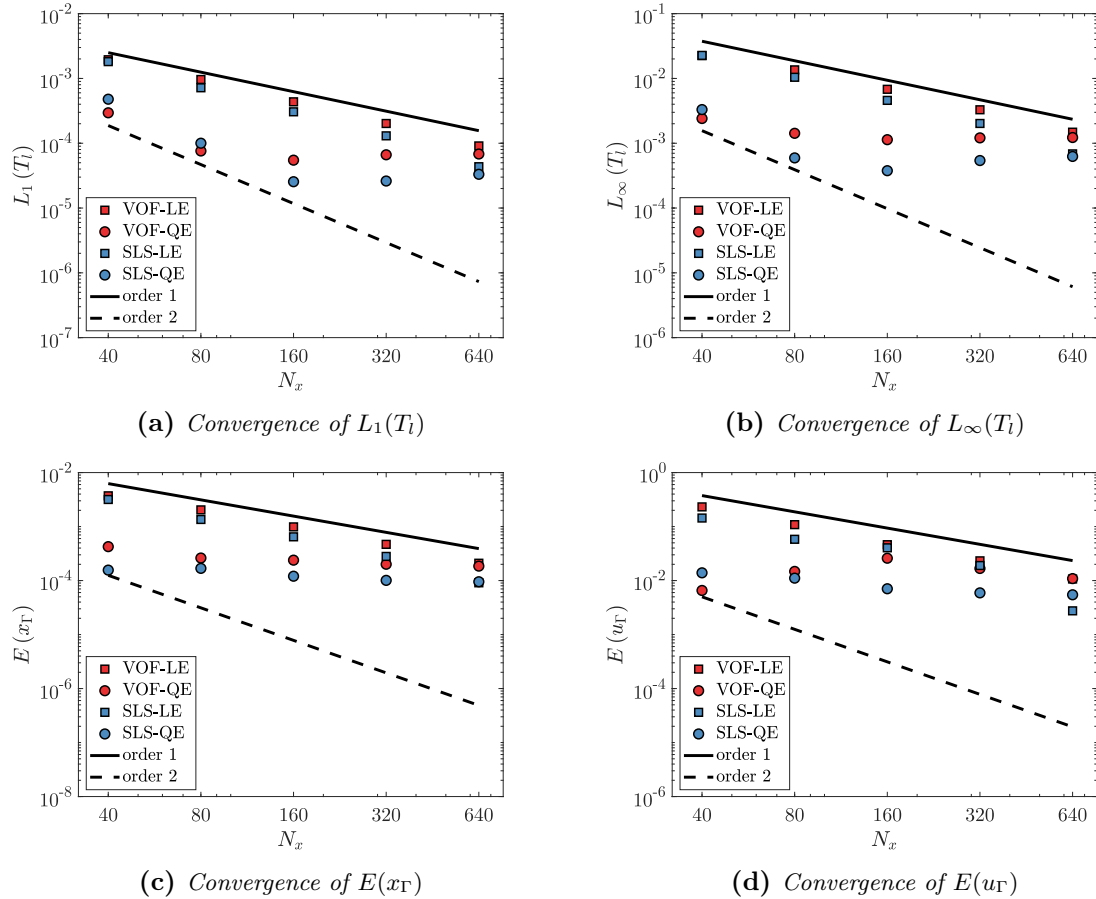 10^{-2}
10^{-3}
10^{-4}
10^{-5}
10^{-6}
10^{-7}
L_1 (T_l)
VOF-LE
VOF-QE
SLS-LE
SLS-QE
order 1
order 2
40 80 160 320 640
N_x
(a) Convergence of L_1(T_l)
10^{-1}
10^{-2}
10^{-3}
10^{-4}
10^{-5}
10^{-6}
L_∞ (T_l)
VOF-LE
VOF-QE
SLS-LE
SLS-QE
order 1
order 2
40 80 160 320 640
N_x
(b) Convergence of L_∞(T_l)
10^{-2}
10^{-4}
10^{-6}
10^{-8}
E (x_Γ)
VOF-LE
VOF-QE
SLS-LE
SLS-QE
order 1
order 2
40 80 160 320 640
N_x
(c) Convergence of E(x_Γ)
10^{0}
10^{-2}
10^{-4}
10^{-6}
E (u_Γ)
VOF-LE
VOF-QE
SLS-LE
SLS-QE
order 1
order 2
40 80 160 320 640
N_x
(d) Convergence of E(u_Γ)